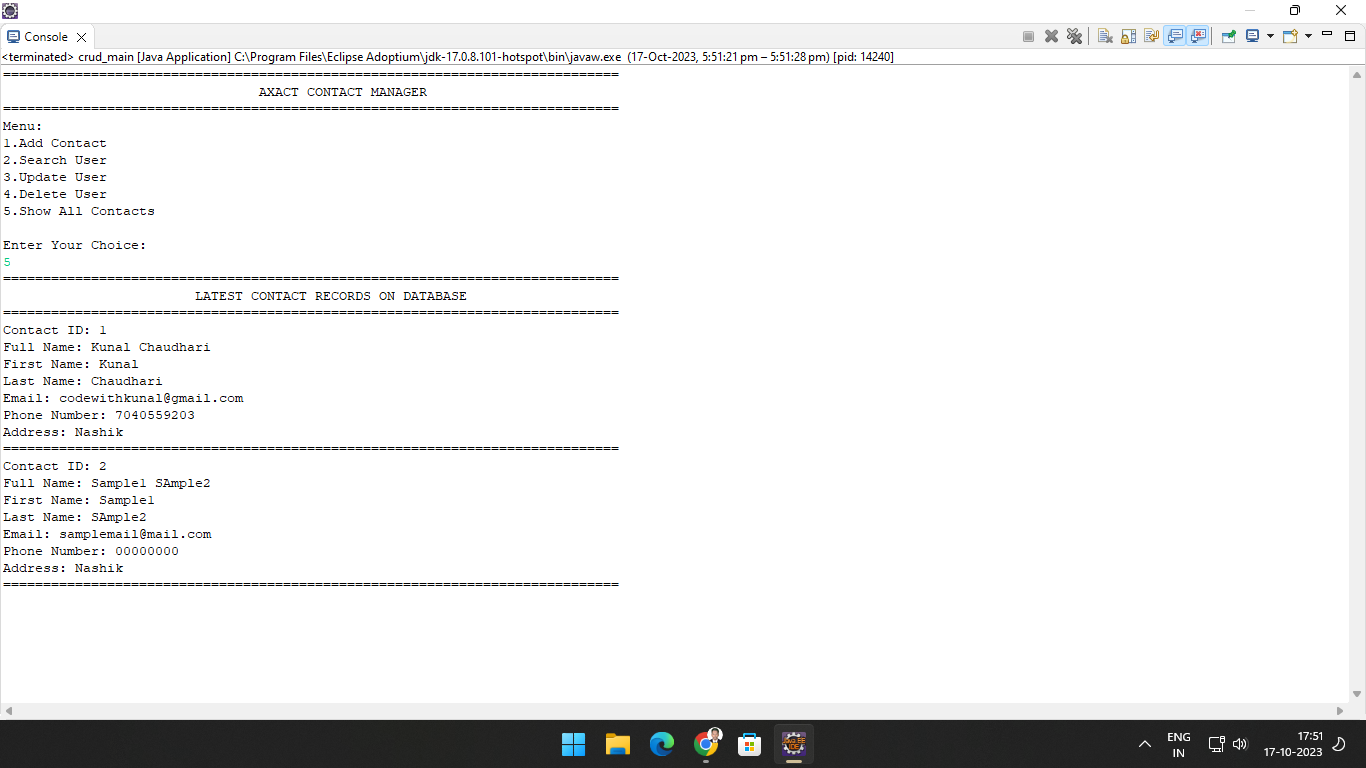 Console
<terminated> crud_main [Java Application] C:\Program Files\Eclipse Adoptium\jdk-17.0.8.101-hotspot\bin\javaw.exe (17-Oct-2023, 5:51:21 pm – 5:51:28 pm) [pid: 14240]
=============================================================================
AXACT CONTACT MANAGER
=============================================================================
Menu:
1.Add Contact
2.Search User
3.Update User
4.Delete User
5.Show All Contacts
Enter Your Choice:
5
=============================================================================
LATEST CONTACT RECORDS ON DATABASE
=============================================================================
Contact ID: 1
Full Name: Kunal Chaudhari
First Name: Kunal
Last Name: Chaudhari
Email: codewithkunal@gmail.com
Phone Number: 7040559203
Address: Nashik
=============================================================================
Contact ID: 2
Full Name: Sample1 SAmple2
First Name: Sample1
Last Name: SAmple2
Email: samplemail@mail.com
Phone Number: 00000000
Address: Nashik
=============================================================================
Java EE
IDE
ENG
IN
17:51
17-10-2023